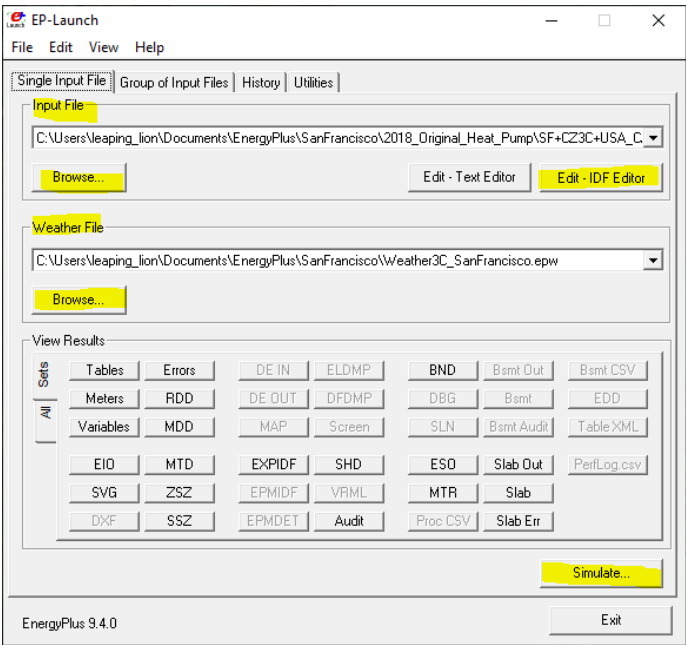 EP-Launch
File Edit View Help
Single Input File Group of Input Files History Utilities
Input File
C:\Users\leaping_lion\Documents\EnergyPlus\SanFrancisco\2018_Original_Heat_Pump\SF+CZ3C+USA_C
Browse... Edit - Text Editor Edit - IDF Editor
Weather File
C:\Users\leaping_lion\Documents\EnergyPlus\SanFrancisco\Weather3C_SanFrancisco.epw
Browse...
View Results
Sets
All
Tables Errors DE IN ELDMP BND Bsmt Out Bsmt CSV
Meters RDD DE OUT DFDMP DBG Bsmt EDD
Variables MDD MAP Screen SLN Bsmt Audit Table XML
EIO MTD EXPIDF SHD ESO Slab Out PerfLog.csv
SVG ZSZ EPMIDF VRML MTR Slab
DXF SSZ EPMDET Audit Proc CSV Slab Err
Simulate...
EnergyPlus 9.4.0 Exit